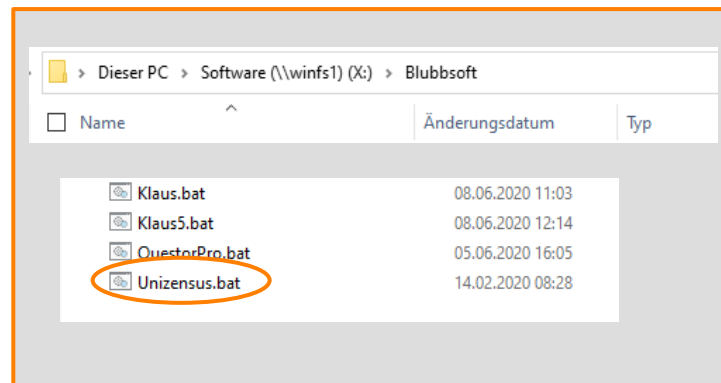 Dieser PC > Software (\\winfs1) (X:) > Blubbsoft
Name Änderungsdatum Typ
Klaus.bat 08.06.2020 11:03
Klaus5.bat 08.06.2020 12:14
QuestorPro.bat 05.06.2020 16:05
Unizensus.bat 14.02.2020 08:28